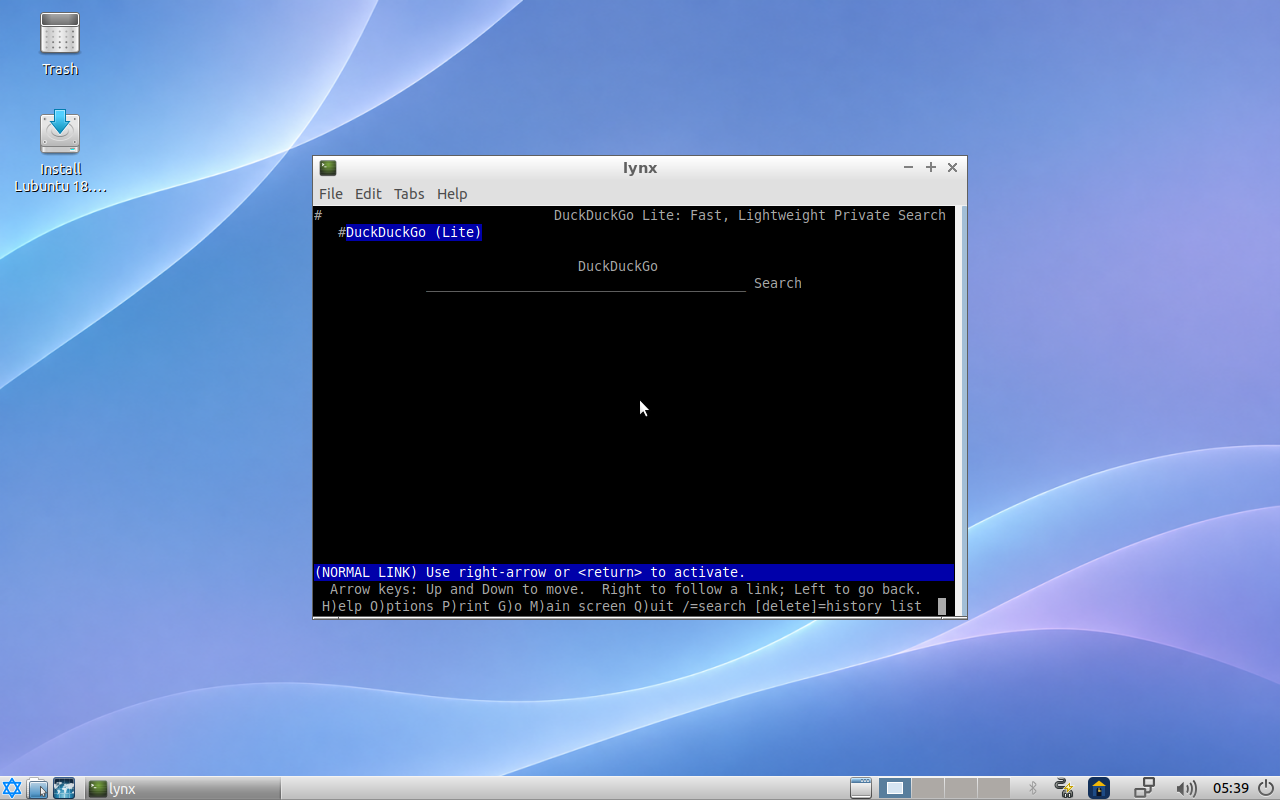 Trash
Install
Lubuntu 18....
lynx
File Edit Tabs Help
# DuckDuckGo Lite: Fast, Lightweight Private Search
#DuckDuckGo (Lite)
DuckDuckGo
________________________________________ Search
(NORMAL LINK) Use right-arrow or <return> to activate.
Arrow keys: Up and Down to move. Right to follow a link; Left to go back.
H)elp O)ptions P)rint G)o M)ain screen Q)uit /=search [delete]=history list
lynx
05:39